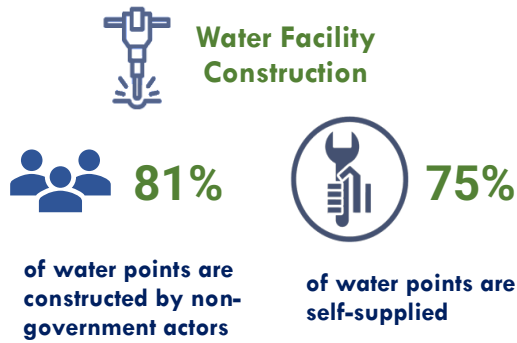 Water Facility
Construction
81%
of water points are
constructed by non-
government actors
75%
of water points are
self-supplied